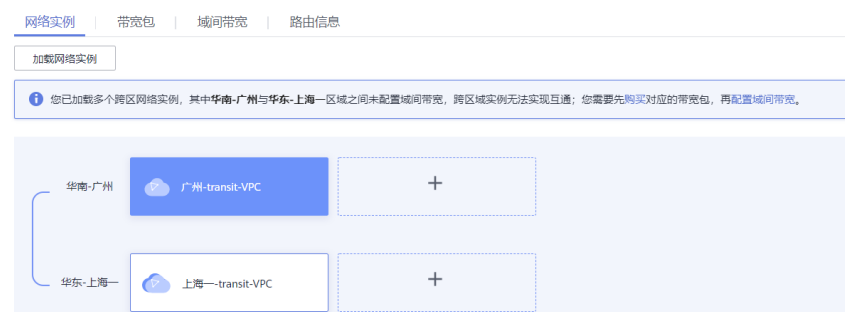 网络实例 带宽包 域间带宽 路由信息
加载网络实例
您已加载多个跨区网络实例，其中华南-广州与华东-上海一区域之间未配置域间带宽，跨区域实例无法实现互通；您需要先购买对应的带宽包，再配置域间带宽。
华南-广州 广州-transit-VPC
华东-上海一 上海一-transit-VPC